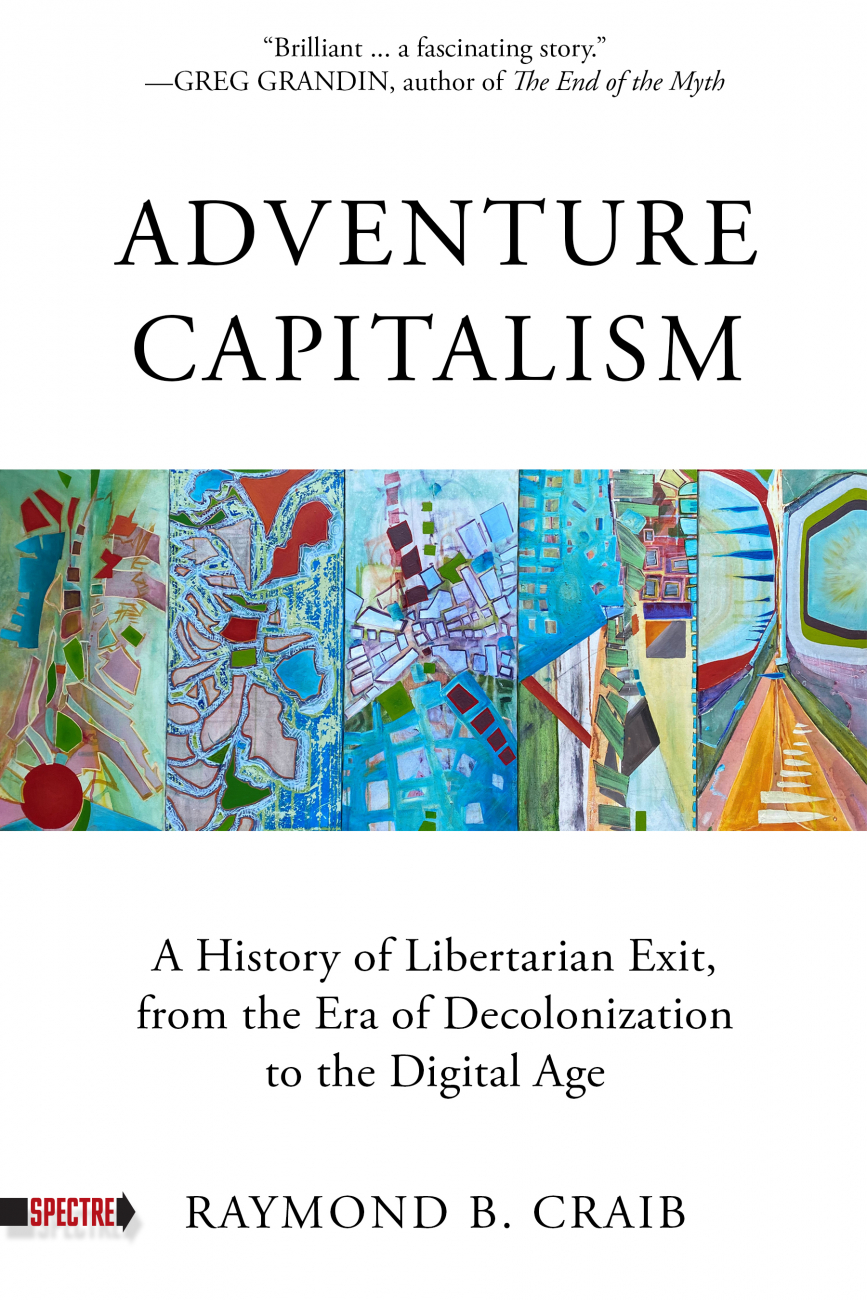 “Brilliant ... a fascinating story.”
—GREG GRANDIN, author of The End of the Myth
ADVENTURE
CAPITALISM
A History of Libertarian Exit,
from the Era of Decolonization
to the Digital Age
SPECTRE
RAYMOND B. CRAIB